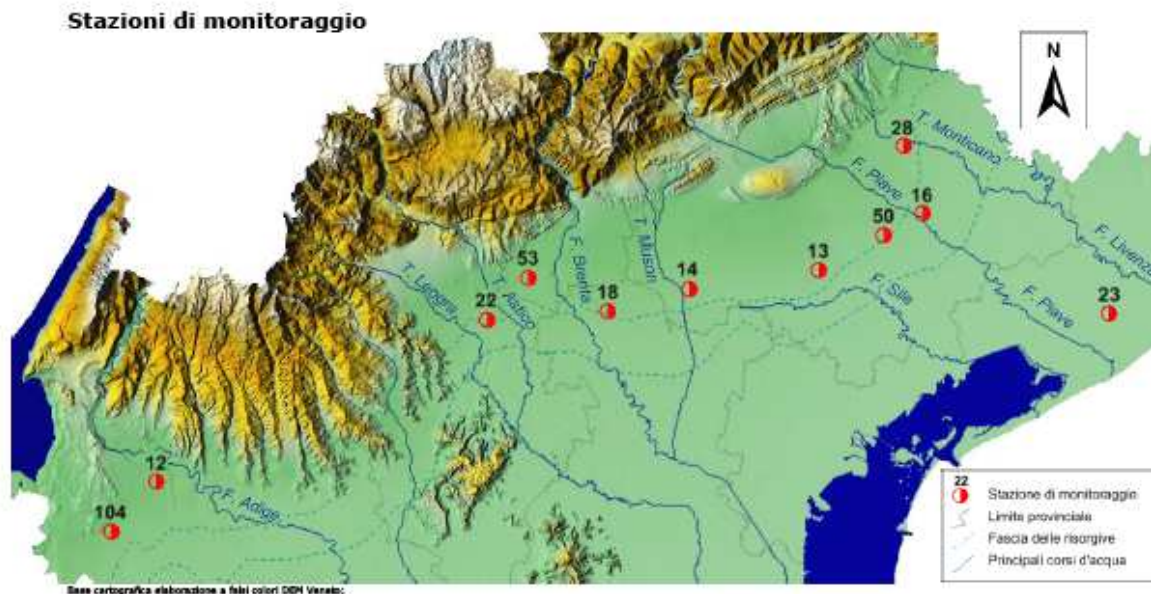 Stazioni di monitoraggio
N
28
T. Monticano
F. Piave
16
50
F. Livenza
53
T. Muson
13
F. Brenta
14
T. Astico
T. Leogra
F. Sile
F. Piave
22
18
23
12
F. Adige
104
22
Stazione di monitoraggio
Limite provinciale
Fascia delle risorgive
Principali corsi d'acqua
Base cartografica elaborazione a falsi colori DEM Veneto: